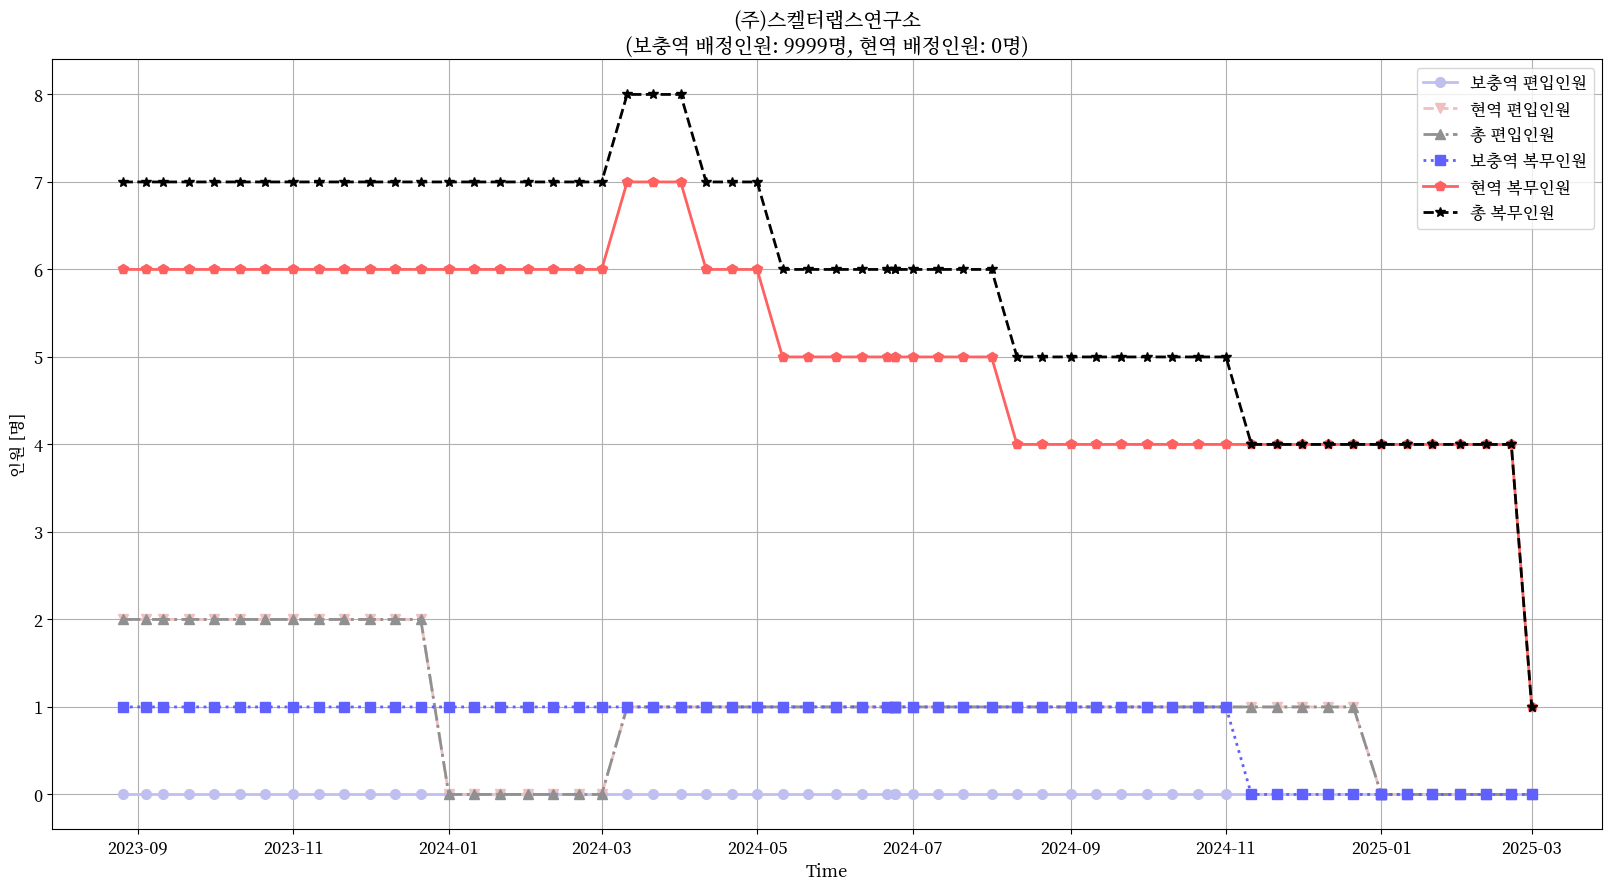 (주)스켈터랩스연구소
(보충역 배정인원: 9999명, 현역 배정인원: 0명)
보충역 편입인원
현역 편입인원
총 편입인원
보충역 복무인원
현역 복무인원
총 복무인원
인원 [명]
8
7
6
5
4
3
2
1
0
2023-09 2023-11 2024-01 2024-03 2024-05 2024-07 2024-09 2024-11 2025-01 2025-03
Time